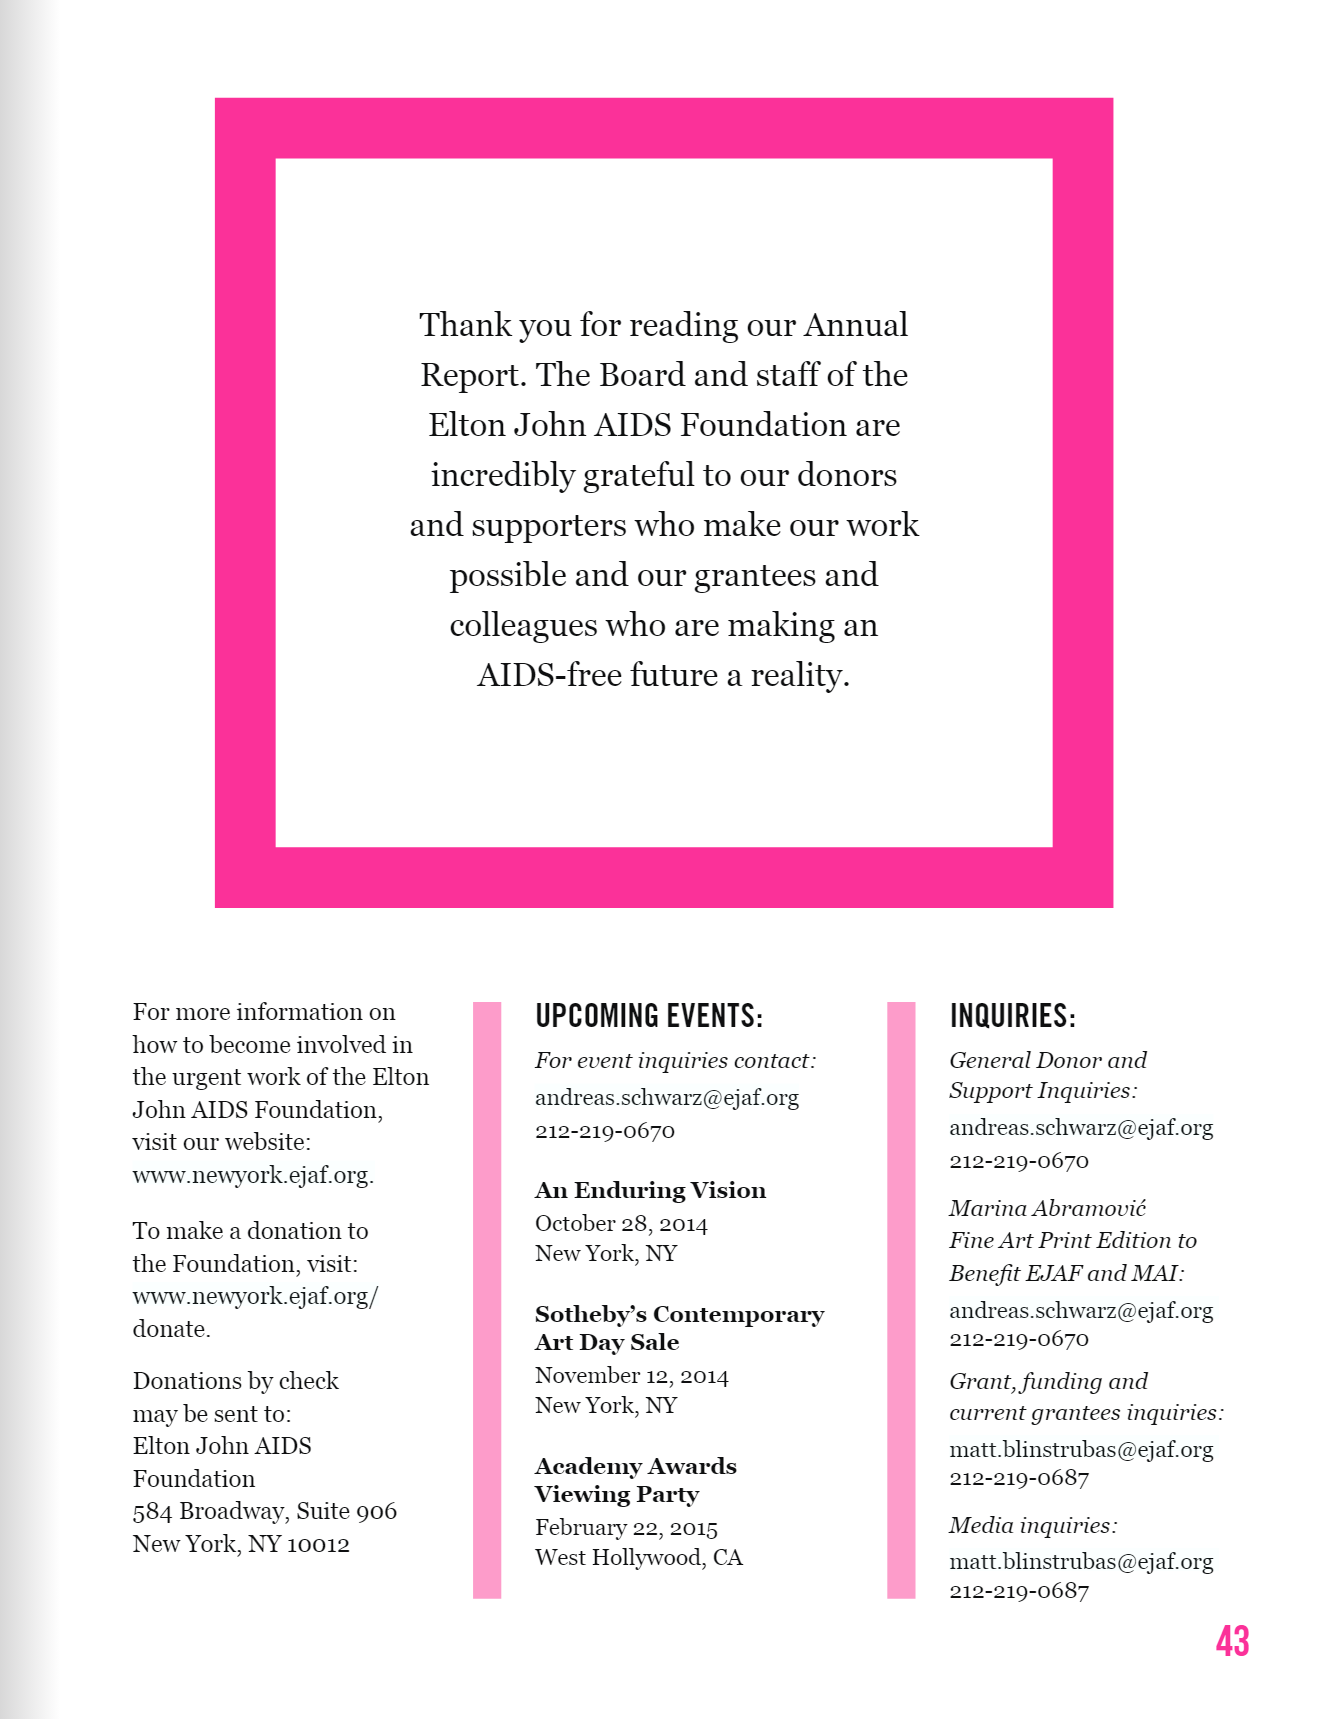 Thank you for reading our Annual
Report. The Board and staff of the
Elton John AIDS Foundation are
incredibly grateful to our donors
and supporters who make our work
possible and our grantees and
colleagues who are making an
AIDS-free future a reality.
For more information on
how to become involved in
the urgent work of the Elton
John AIDS Foundation,
visit our website:
www.newyork.ejaf.org.
To make a donation to
the Foundation, visit:
www.newyork.ejaf.org/
donate.
Donations by check
may be sent to:
Elton John AIDS
Foundation
584 Broadway, Suite 906
New York, NY 10012
UPCOMING EVENTS:
For event inquiries contact:
andreas.schwarz@ejaf.org
212-219-0670
An Enduring Vision
October 28, 2014
New York, NY
Sotheby’s Contemporary
Art Day Sale
November 12, 2014
New York, NY
Academy Awards
Viewing Party
February 22, 2015
West Hollywood, CA
INQUIRIES:
General Donor and
Support Inquiries:
andreas.schwarz@ejaf.org
212-219-0670
Marina Abramović
Fine Art Print Edition to
Benefit EJAF and MAI:
andreas.schwarz@ejaf.org
212-219-0670
Grant, funding and
current grantees inquiries:
matt.blinstrubas@ejaf.org
212-219-0687
Media inquiries:
matt.blinstrubas@ejaf.org
212-219-0687
43